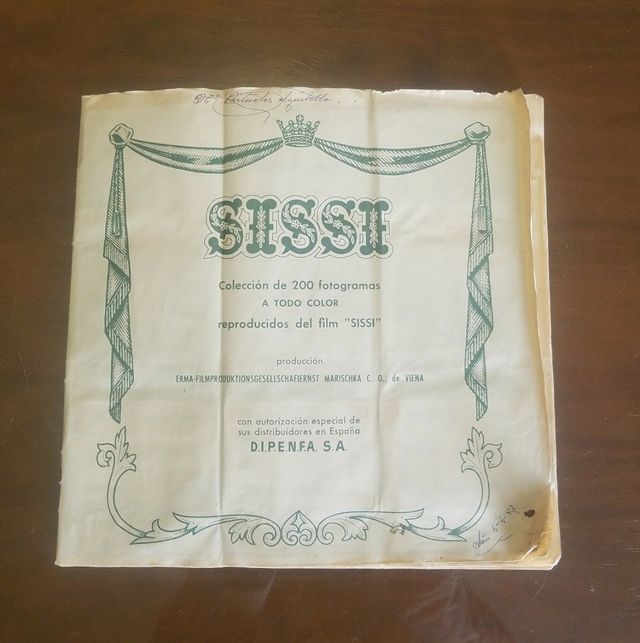 SISSI
Colección de 200 fotogramas
A TODO COLOR
reproducidos del film "SISSI"
producción
ERMA-FILMPRODUKTIONSGESELLSCHAFIERNST MARISCHKA C. O., de VIENA
con autorización especial de
sus distribuidores en España
D.I.P.E.N.F.A. S.A.